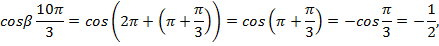 cosβ 10π/3 = cos(2π + (π + π/3)) = cos(π + π/3) = −cos π/3 = −1/2,